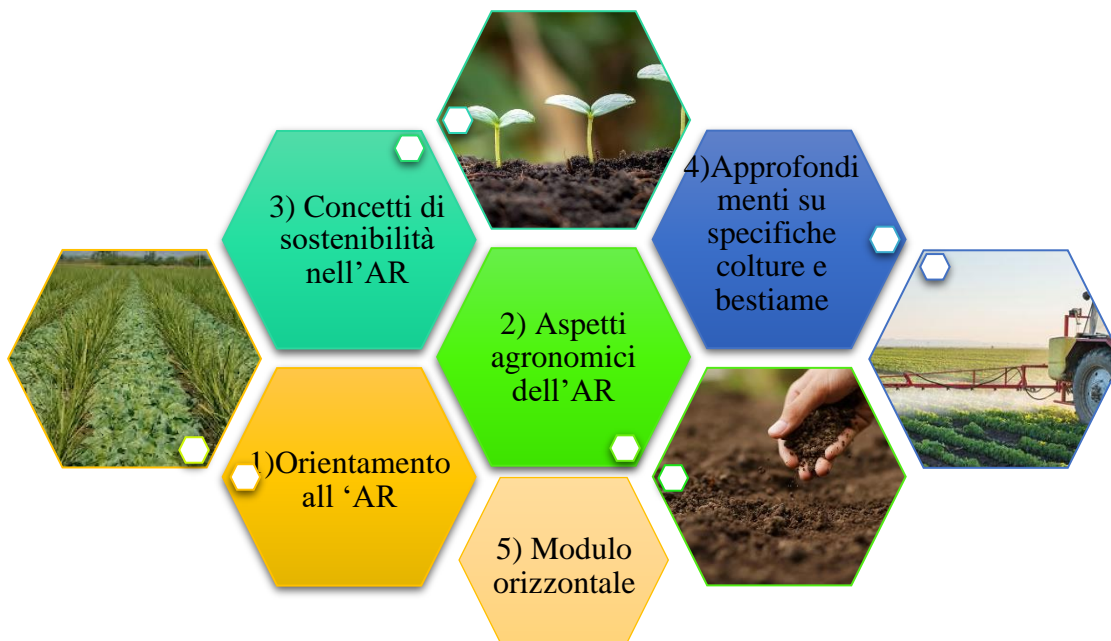 3) Concetti di
sostenibilità
nell’AR
4)Approfondi
menti su
specifiche
colture e
bestiame
2) Aspetti
agronomici
dell’AR
1)Orientamento
all ‘AR
5) Modulo
orizzontale